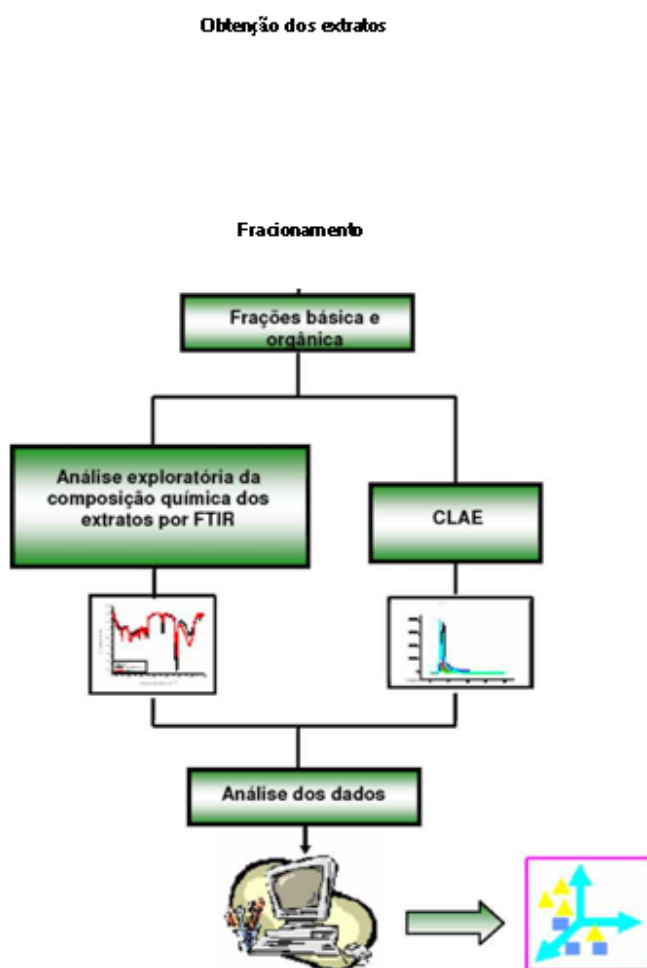 Obtenção dos extratos
Fracionamento
Frações básica e
orgânica
Análise exploratória da
composição química dos
extratos por FTIR
CLAE
Análise dos dados